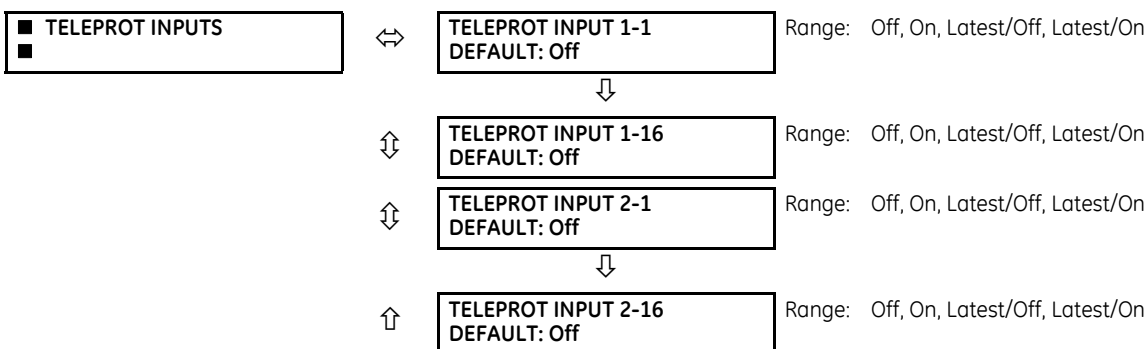 ■ TELEPROT INPUTS
■
TELEPROT INPUT 1-1
DEFAULT: Off
Range: Off, On, Latest/Off, Latest/On
TELEPROT INPUT 1-16
DEFAULT: Off
Range: Off, On, Latest/Off, Latest/On
TELEPROT INPUT 2-1
DEFAULT: Off
Range: Off, On, Latest/Off, Latest/On
TELEPROT INPUT 2-16
DEFAULT: Off
Range: Off, On, Latest/Off, Latest/On